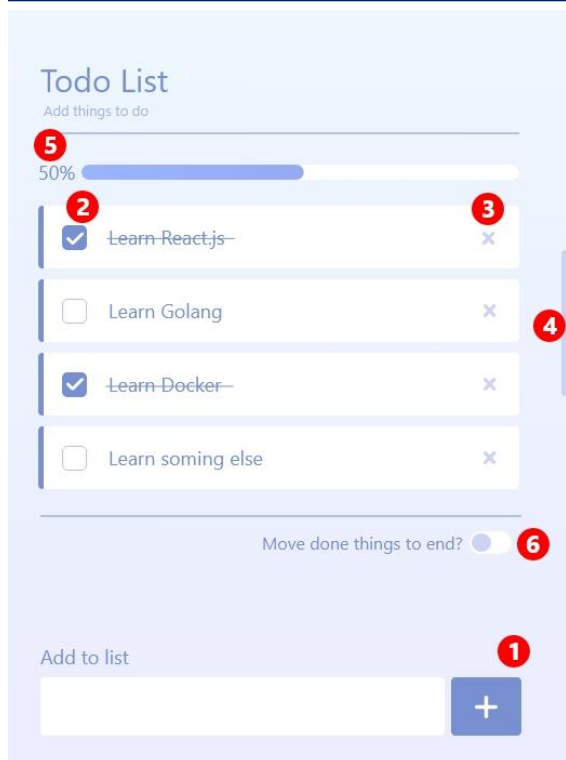 Todo List
Add things to do
5
50%
2
3
Learn React.js
Learn Golang
4
Learn Docker
Learn soming else
Move done things to end?
6
1
Add to list